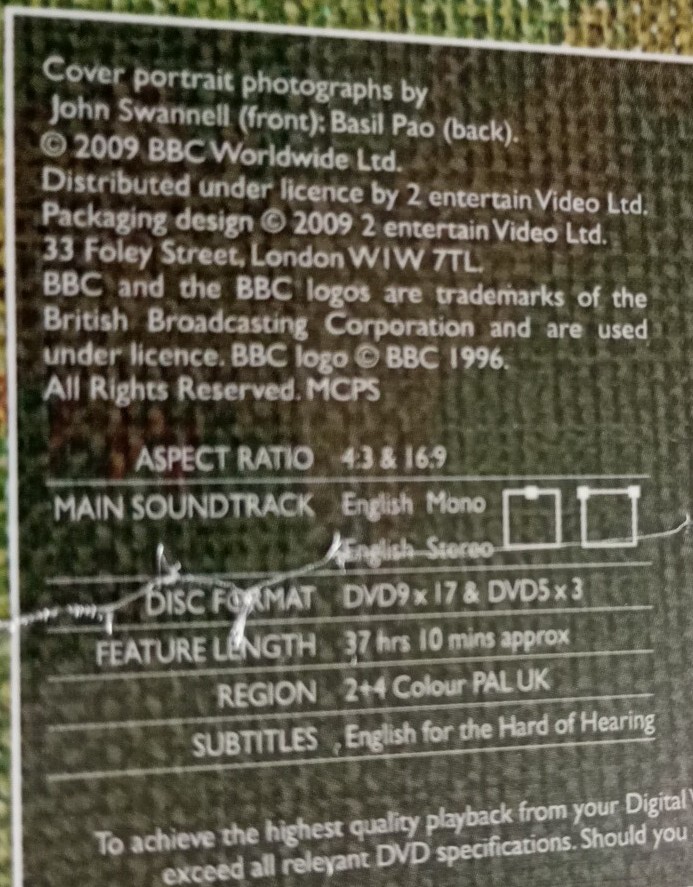 Cover portrait photographs by
John Swannell (front); Basil Pao (back).
© 2009 BBC Worldwide Ltd.
Distributed under licence by 2 entertain Video Ltd.
Packaging design © 2009 2 entertain Video Ltd.
33 Foley Street, London W1W 7TL.
BBC and the BBC logos are trademarks of the
British Broadcasting Corporation and are used
under licence. BBC logo © BBC 1996.
All Rights Reserved. MCPS
ASPECT RATIO 4:3 & 16:9
MAIN SOUNDTRACK English Mono
English Stereo
DISC FORMAT DVD9 x 17 & DVD5 x 3
FEATURE LENGTH 37 hrs 10 mins approx
REGION 2+4 Colour PAL UK
SUBTITLES English for the Hard of Hearing
To achieve the highest quality playback from your Digital
exceed all relevant DVD specifications. Should you